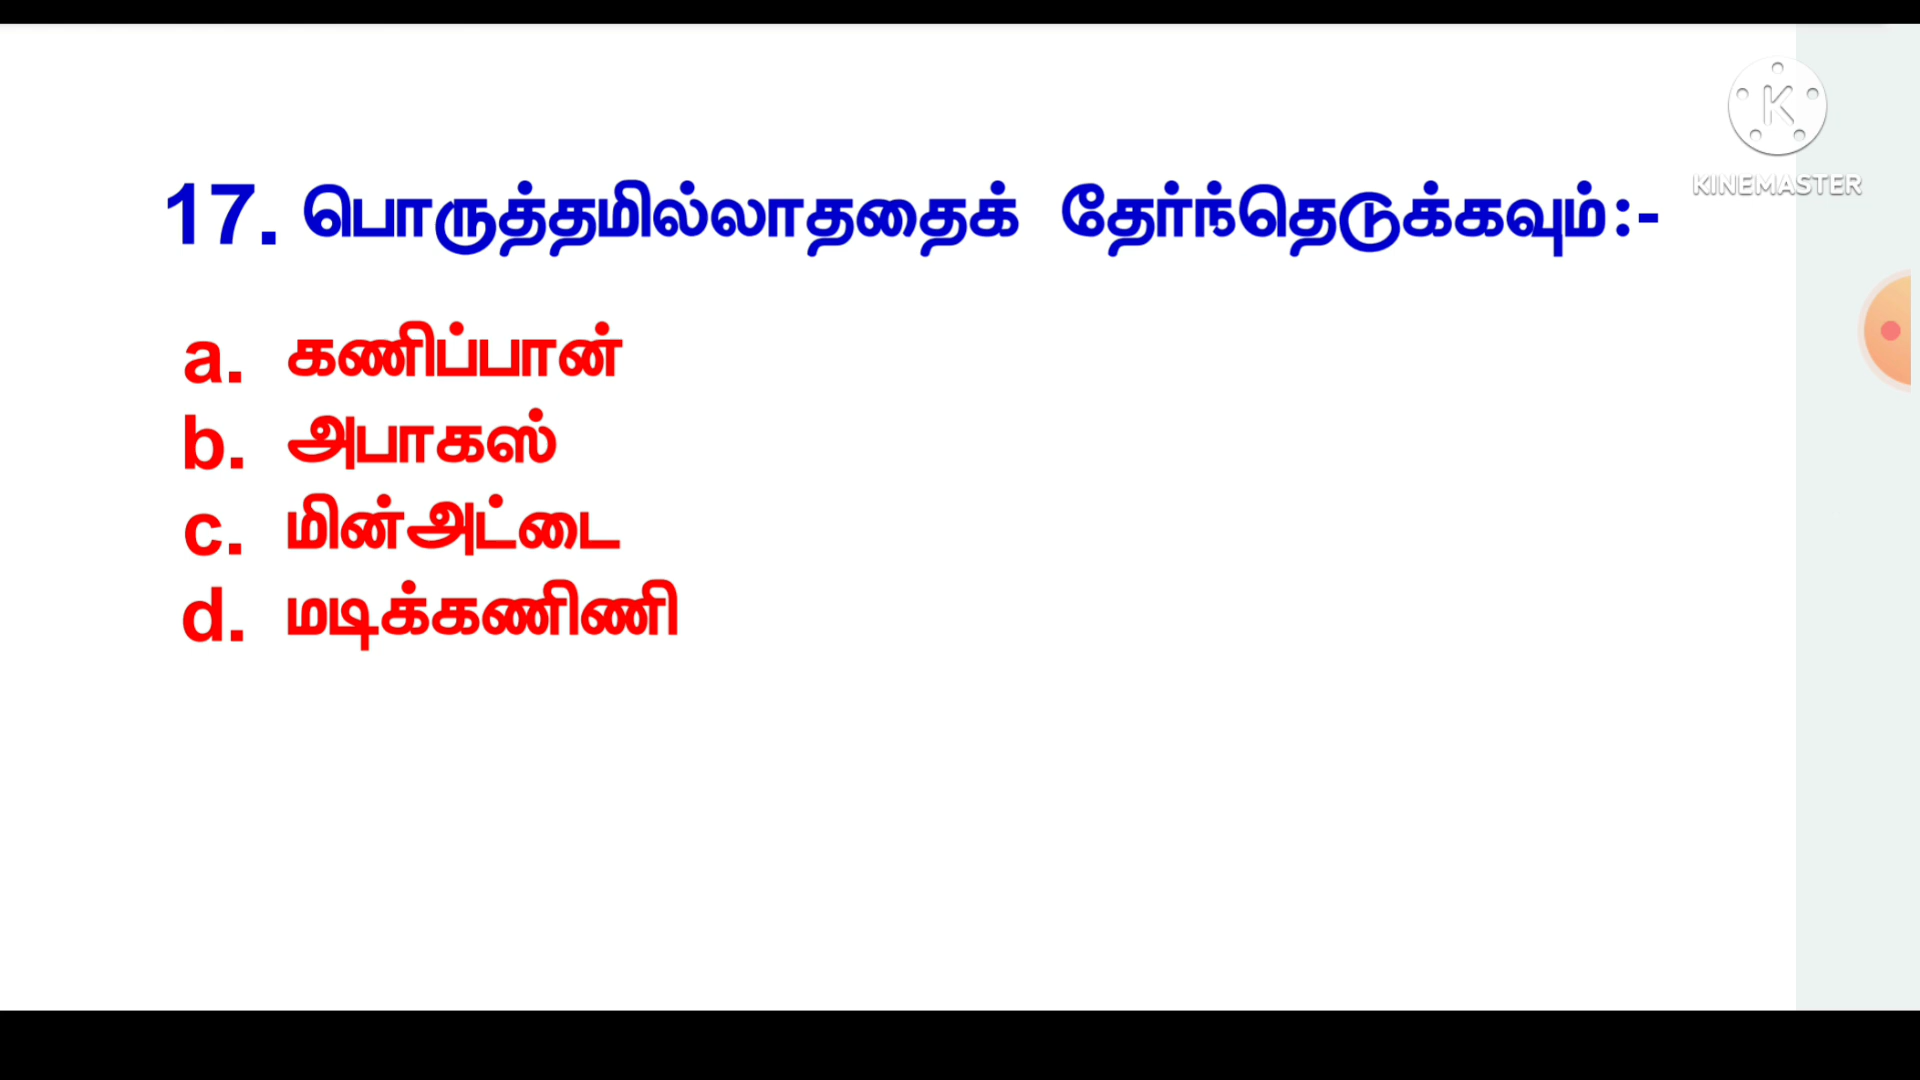 KINEMASTER
17. பொருத்தமில்லாததைக் தேர்ந்தெடுக்கவும்:-
a. கணிப்பான்
b. அபாகஸ்
c. மின்அட்டை
d. மடிக்கணிணி